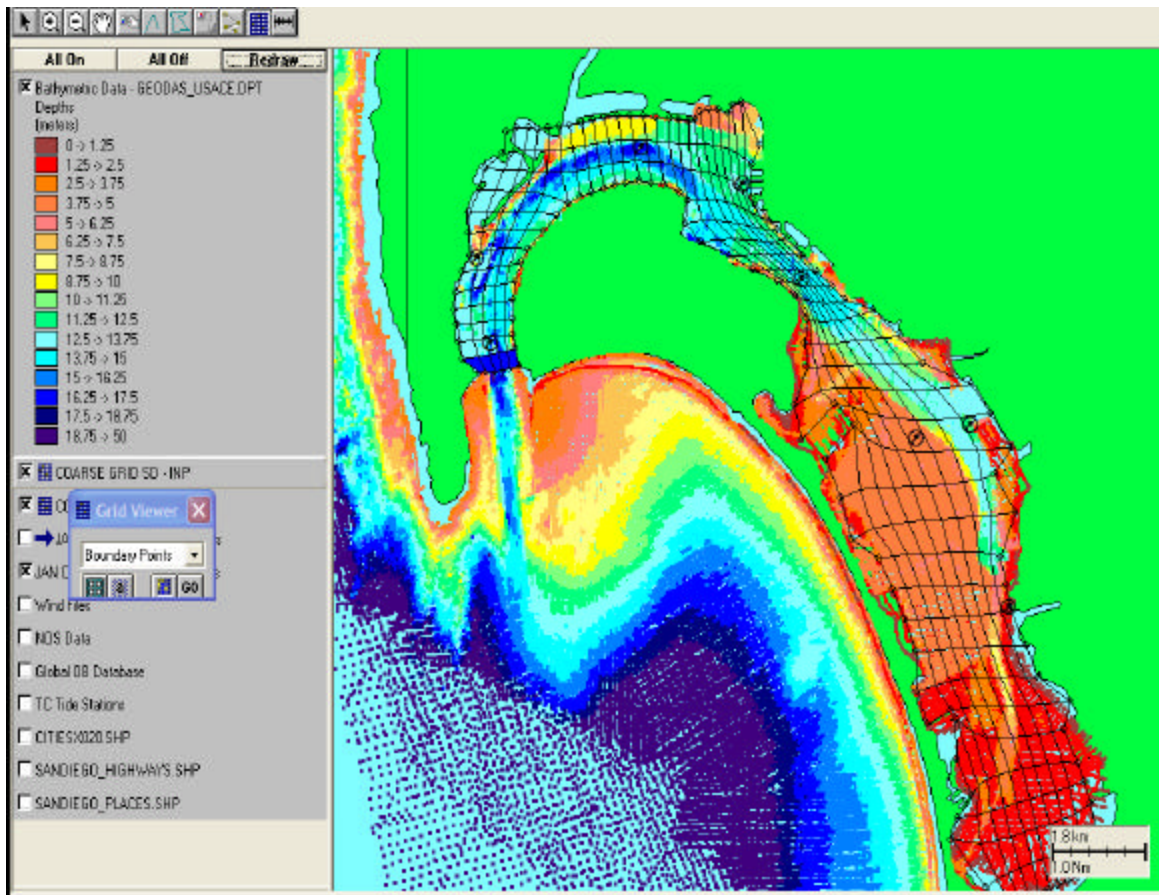 All On All Off Redraw
Bathymetric Data - GEODAS_USACE.DPT
Depths
(meters)
0 -> 1.25
1.25 -> 2.5
2.5 -> 3.75
3.75 -> 5
5 -> 6.25
6.25 -> 7.5
7.5 -> 8.75
8.75 -> 10
10 -> 11.25
11.25 -> 12.5
12.5 -> 13.75
13.75 -> 15
15 -> 16.25
16.25 -> 17.5
17.5 -> 18.75
18.75 -> 50
COARSE GRID SD - INP
Grid Viewer
Boundary Points
JAN
GO
Wind Files
NOS Data
Global DB Database
TC Tide Stations
CITIESX020.SHP
SANDIEGO_HIGHWAYS.SHP
SANDIEGO_PLACES.SHP
1.8km
1.0Nm